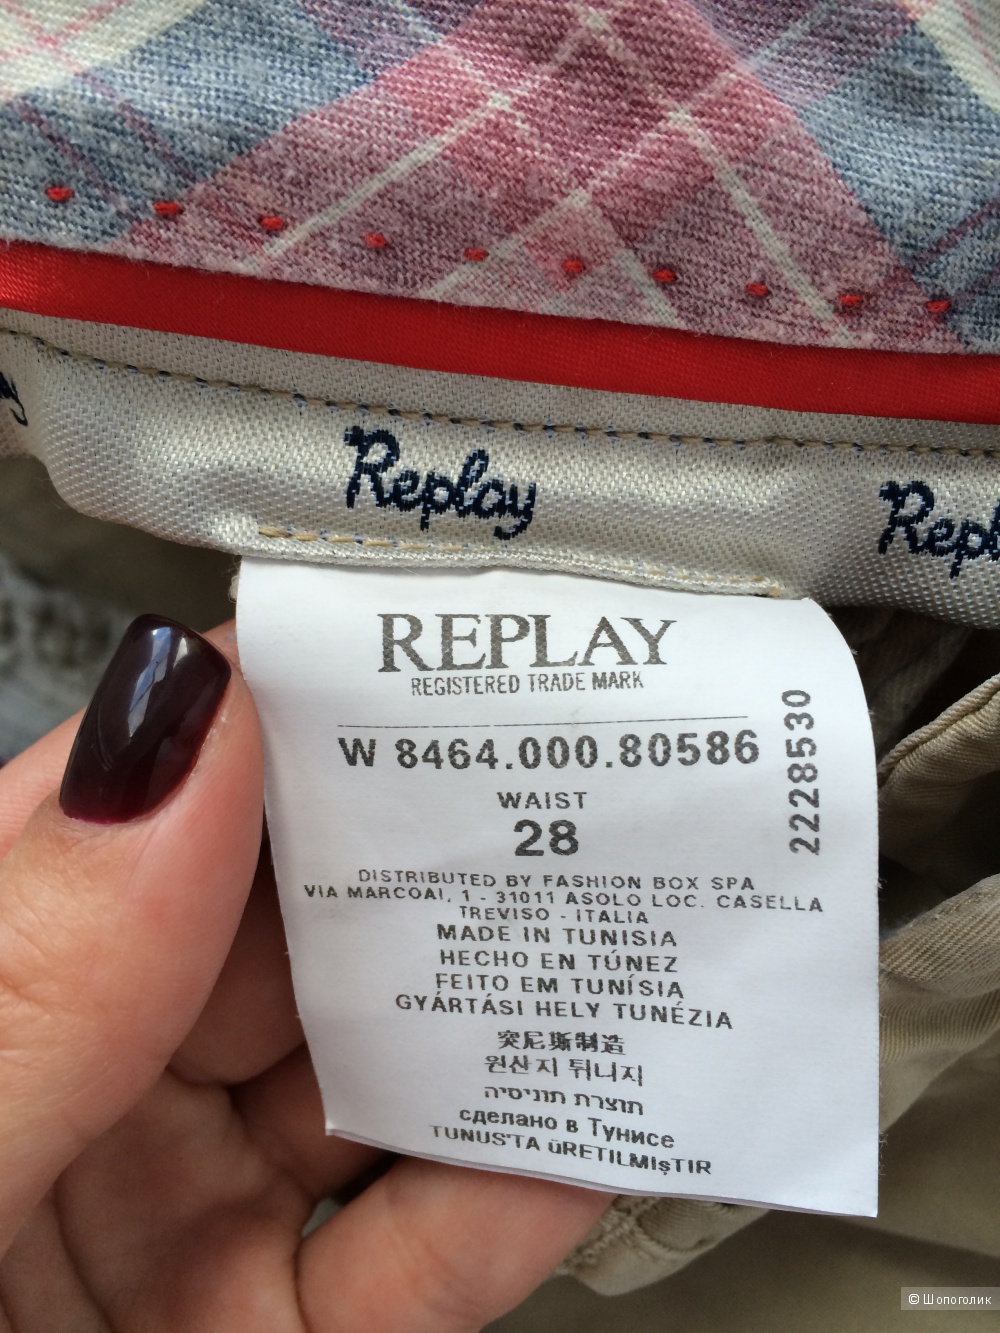 Replay
REPLAY
REGISTERED TRADE MARK
W 8464.000.80586
2228530
WAIST
28
DISTRIBUTED BY FASHION BOX SPA
VIA MARCOAI, 1 - 31011 ASOLO LOC. CASELLA
TREVISO - ITALIA
MADE IN TUNISIA
HECHO EN TÚNEZ
FEITO EM TUNÍSIA
GYÁRTÁSI HELY TUNÉZIA
突尼斯制造
원산지 튀니지
תוצרת תוניסיה
сделано в Тунисе
TUNUS'TA üRETILMIşTIR
© Шопоголик